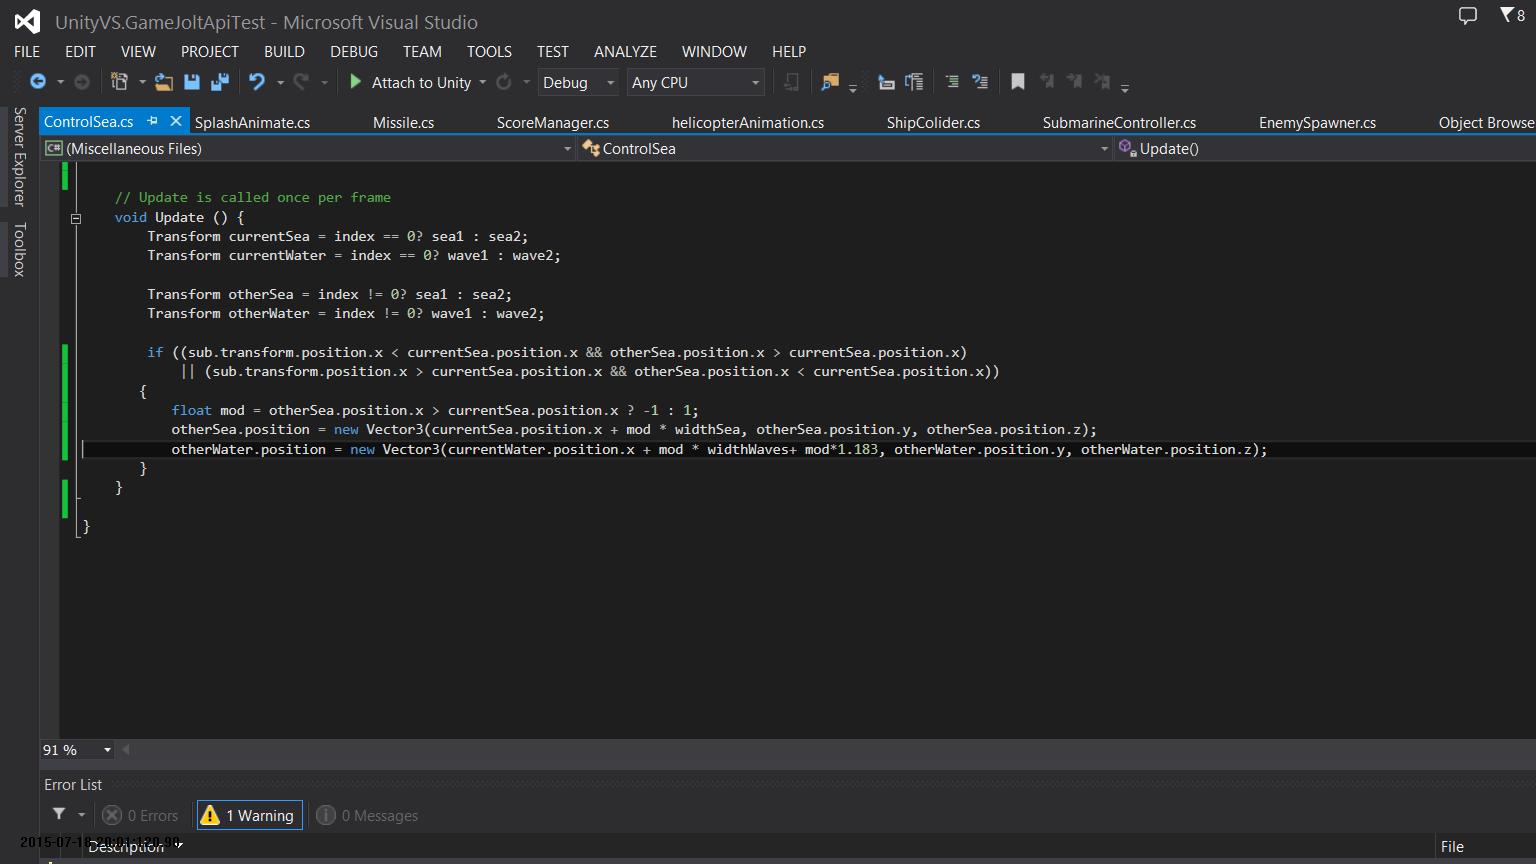 UnityVS.GameJoltApiTest - Microsoft Visual Studio
8
FILE EDIT VIEW PROJECT BUILD DEBUG TEAM TOOLS TEST ANALYZE WINDOW HELP
Attach to Unity Debug Any CPU
Server Explorer
Toolbox
ControlSea.cs SplashAnimate.cs Missile.cs ScoreManager.cs helicopterAnimation.cs ShipColider.cs SubmarineController.cs EnemySpawner.cs Object Browse
C# (Miscellaneous Files) ControlSea Update()
// Update is called once per frame
void Update () {
Transform currentSea = index == 0? sea1 : sea2;
Transform currentWater = index == 0? wave1 : wave2;
Transform otherSea = index != 0? sea1 : sea2;
Transform otherWater = index != 0? wave1 : wave2;
if ((sub.transform.position.x < currentSea.position.x && otherSea.position.x > currentSea.position.x)
|| (sub.transform.position.x > currentSea.position.x && otherSea.position.x < currentSea.position.x))
{
float mod = otherSea.position.x > currentSea.position.x ? -1 : 1;
otherSea.position = new Vector3(currentSea.position.x + mod * widthSea, otherSea.position.y, otherSea.position.z);
otherWater.position = new Vector3(currentWater.position.x + mod * widthWaves+ mod*1.183, otherWater.position.y, otherWater.position.z);
}
}
}
91 %
Error List
0 Errors 1 Warning 0 Messages
Description File